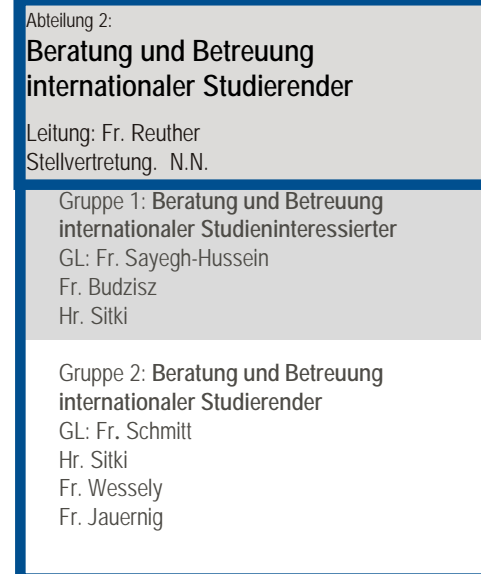 Abteilung 2:
Beratung und Betreuung
internationaler Studierender
Leitung: Fr. Reuther
Stellvertretung.  N.N.
Gruppe 1: Beratung und Betreuung
internationaler Studieninteressierter
GL: Fr. Sayegh-Hussein
Fr. Budzisz
Hr. Sitki
Gruppe 2: Beratung und Betreuung
internationaler Studierender
GL: Fr. Schmitt
Hr. Sitki
Fr. Wessely
Fr. Jauernig